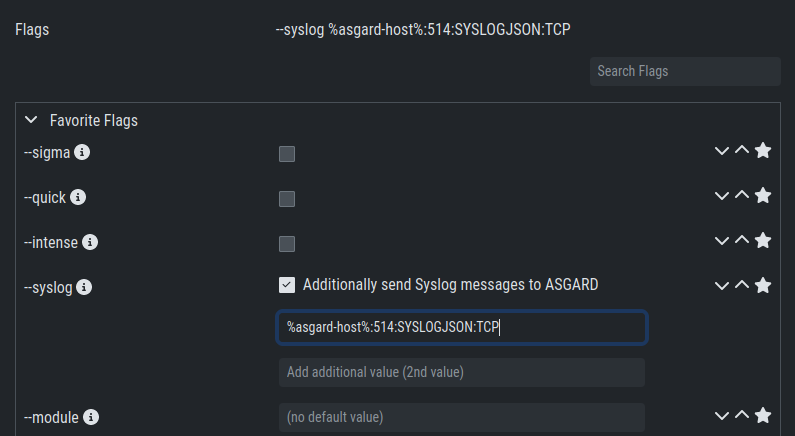 Flags --syslog %asgard-host%:514:SYSLOGJSON:TCP
Search Flags
Favorite Flags
--sigma
--quick
--intense
--syslog Additionally send Syslog messages to ASGARD
%asgard-host%:514:SYSLOGJSON:TCP
Add additional value (2nd value)
--module (no default value)